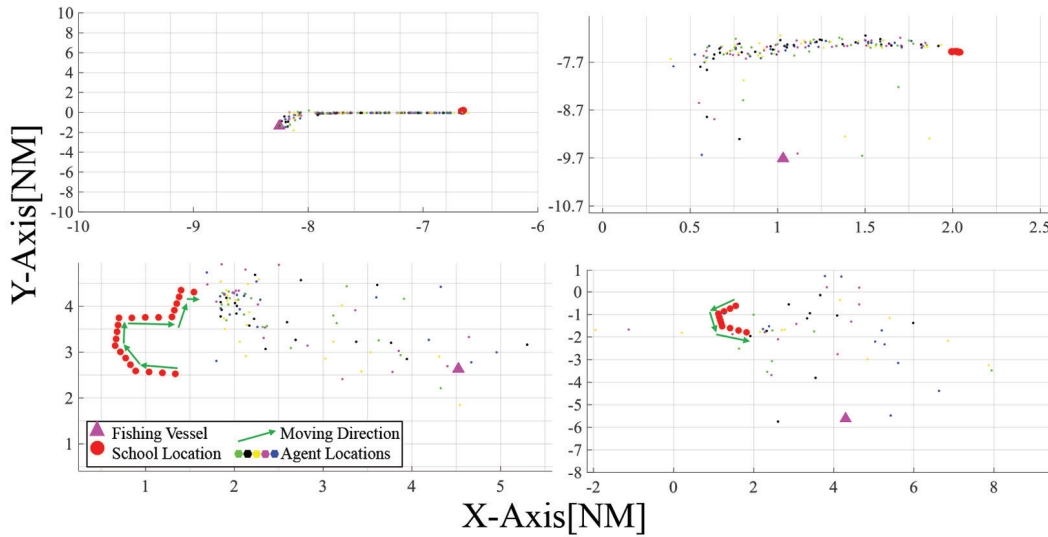 Y-Axis[NM]
10
8
6
4
2
0
-2
-4
-6
-8
-10
-10 -9 -8 -7 -6
-7.7
-8.7
-9.7
-10.7
0 0.5 1 1.5 2.0 2.5
4
3
2
1
1 2 3 4 5
Fishing Vessel
Moving Direction
School Location
Agent Locations
1
0
-1
-2
-3
-4
-5
-6
-7
-8
-2 0 2 4 6 8
X-Axis[NM]